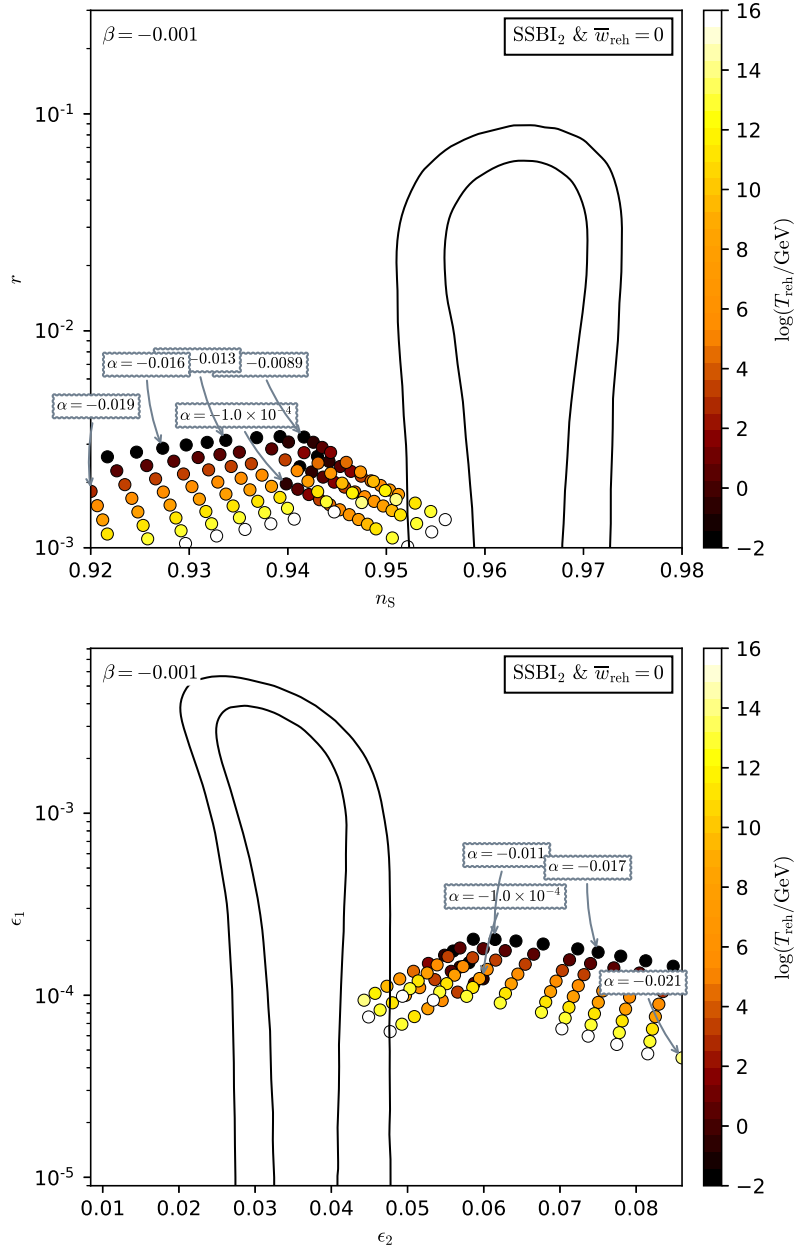 β = −0.001
SSBI₂ & w̅_reh = 0
16
14
12
10
8
6
4
2
0
−2
log(T_reh/GeV)
10⁻¹
10⁻²
10⁻³
r
α = −0.016
−0.013
−0.0089
α = −0.019
α = −1.0 × 10⁻⁴
0.92
0.93
0.94
0.95
0.96
0.97
0.98
n_S
β = −0.001
SSBI₂ & w̅_reh = 0
16
14
12
10
8
6
4
2
0
−2
log(T_reh/GeV)
10⁻³
10⁻⁴
10⁻⁵
ϵ₁
α = −0.011
α = −0.017
α = −1.0 × 10⁻⁴
α = −0.021
0.01
0.02
0.03
0.04
0.05
0.06
0.07
0.08
ϵ₂